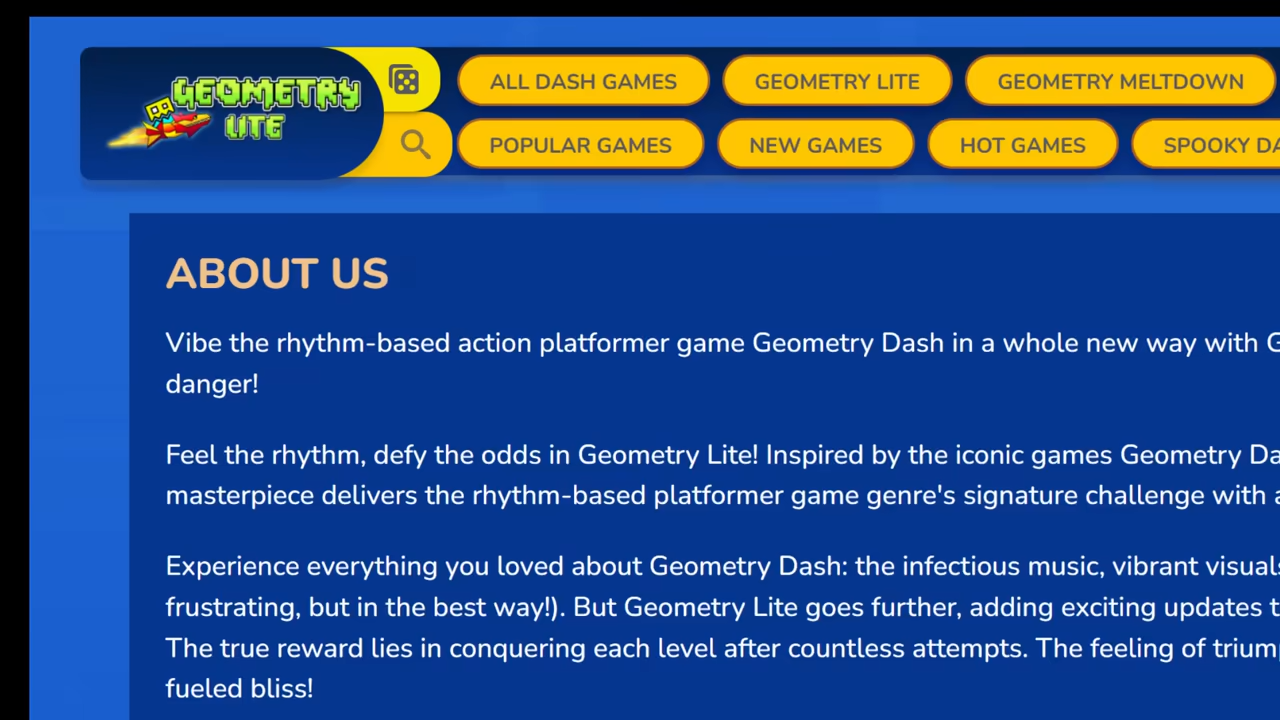 GEOMETRY
LITE
ALL DASH GAMES
GEOMETRY LITE
GEOMETRY MELTDOWN
POPULAR GAMES
NEW GAMES
HOT GAMES
SPOOKY DA
ABOUT US
Vibe the rhythm-based action platformer game Geometry Dash in a whole new way with G
danger!
Feel the rhythm, defy the odds in Geometry Lite! Inspired by the iconic games Geometry Da
masterpiece delivers the rhythm-based platformer game genre's signature challenge with a
Experience everything you loved about Geometry Dash: the infectious music, vibrant visuals
frustrating, but in the best way!). But Geometry Lite goes further, adding exciting updates t
The true reward lies in conquering each level after countless attempts. The feeling of trium
fueled bliss!